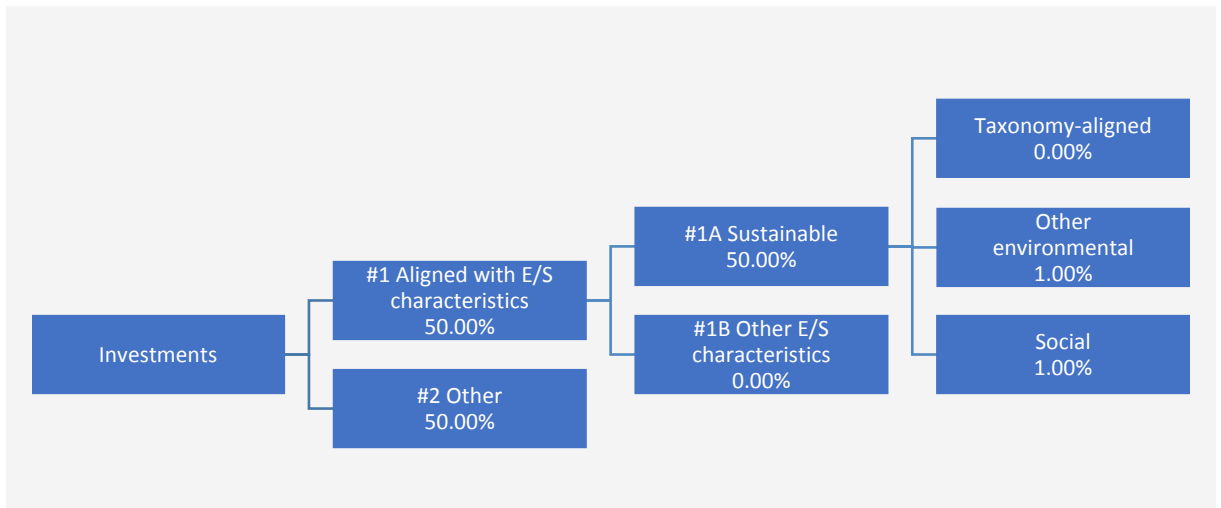 Investments
#1 Aligned with E/S
characteristics
50.00%
#2 Other
50.00%
#1A Sustainable
50.00%
#1B Other E/S
characteristics
0.00%
Taxonomy-aligned
0.00%
Other
environmental
1.00%
Social
1.00%